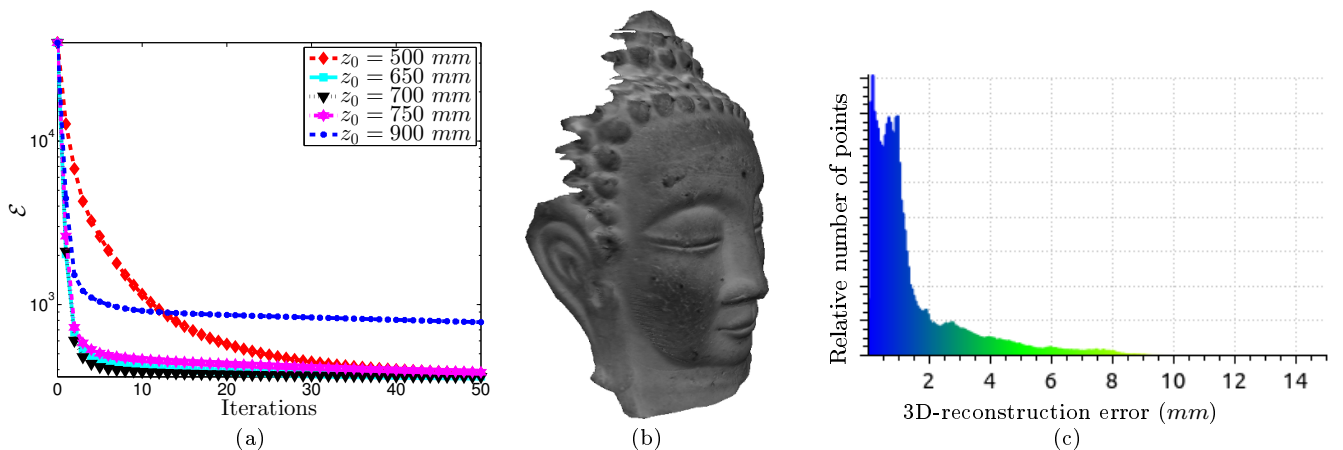 z₀ = 500 mm
z₀ = 650 mm
z₀ = 700 mm
z₀ = 750 mm
z₀ = 900 mm
10⁴
10³
ℰ
0 10 20 30 40 50
Iterations
(a)
(b)
Relative number of points
2 4 6 8 10 12 14
3D-reconstruction error (mm)
(c)